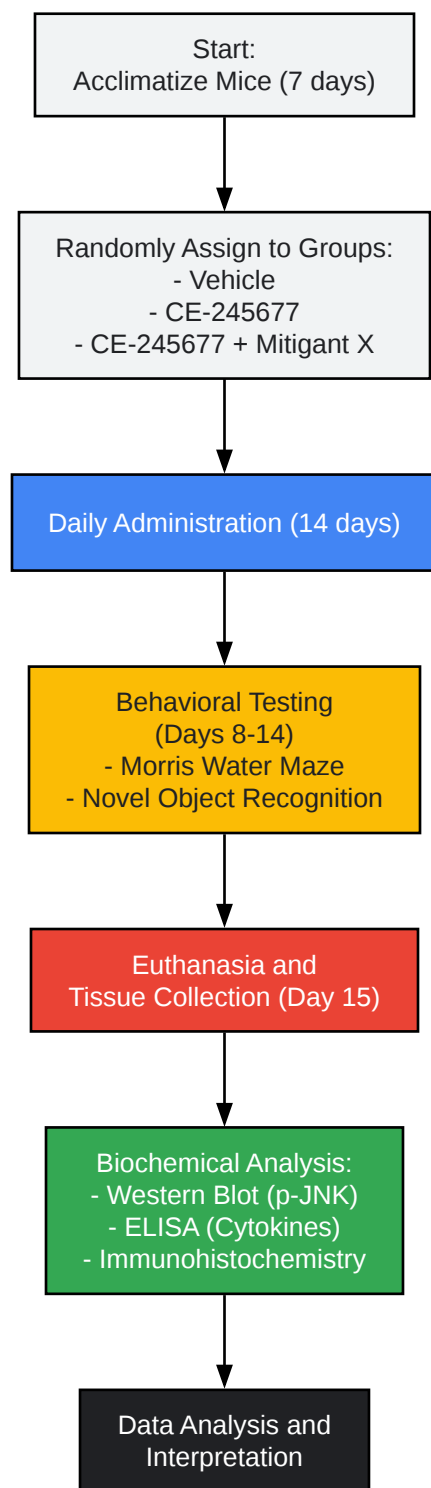 Start:
Acclimatize Mice (7 days)
Randomly Assign to Groups:
- Vehicle
- CE-245677
- CE-245677 + Mitigant X
Daily Administration (14 days)
Behavioral Testing
(Days 8-14)
- Morris Water Maze
- Novel Object Recognition
Euthanasia and
Tissue Collection (Day 15)
Biochemical Analysis:
- Western Blot (p-JNK)
- ELISA (Cytokines)
- Immunohistochemistry
Data Analysis and
Interpretation